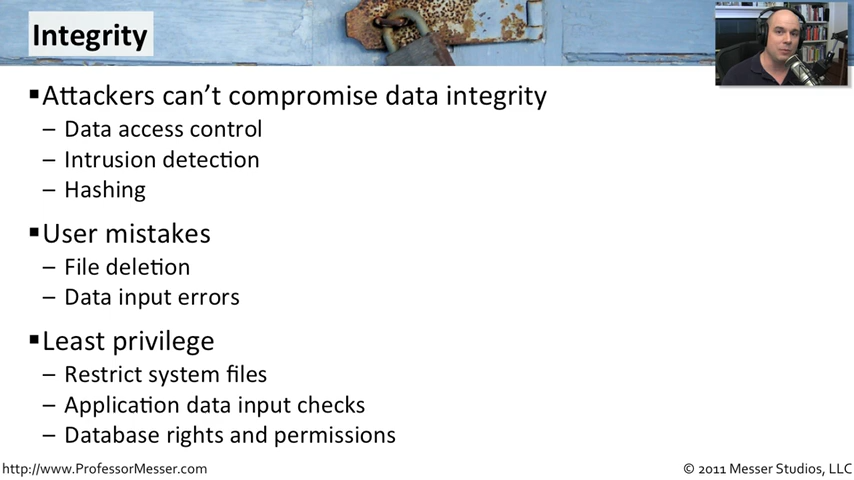 Integrity
▪Attackers can’t compromise data integrity
– Data access control
– Intrusion detection
– Hashing
▪User mistakes
– File deletion
– Data input errors
▪Least privilege
– Restrict system files
– Application data input checks
– Database rights and permissions
http://www.ProfessorMesser.com
© 2011 Messer Studios, LLC